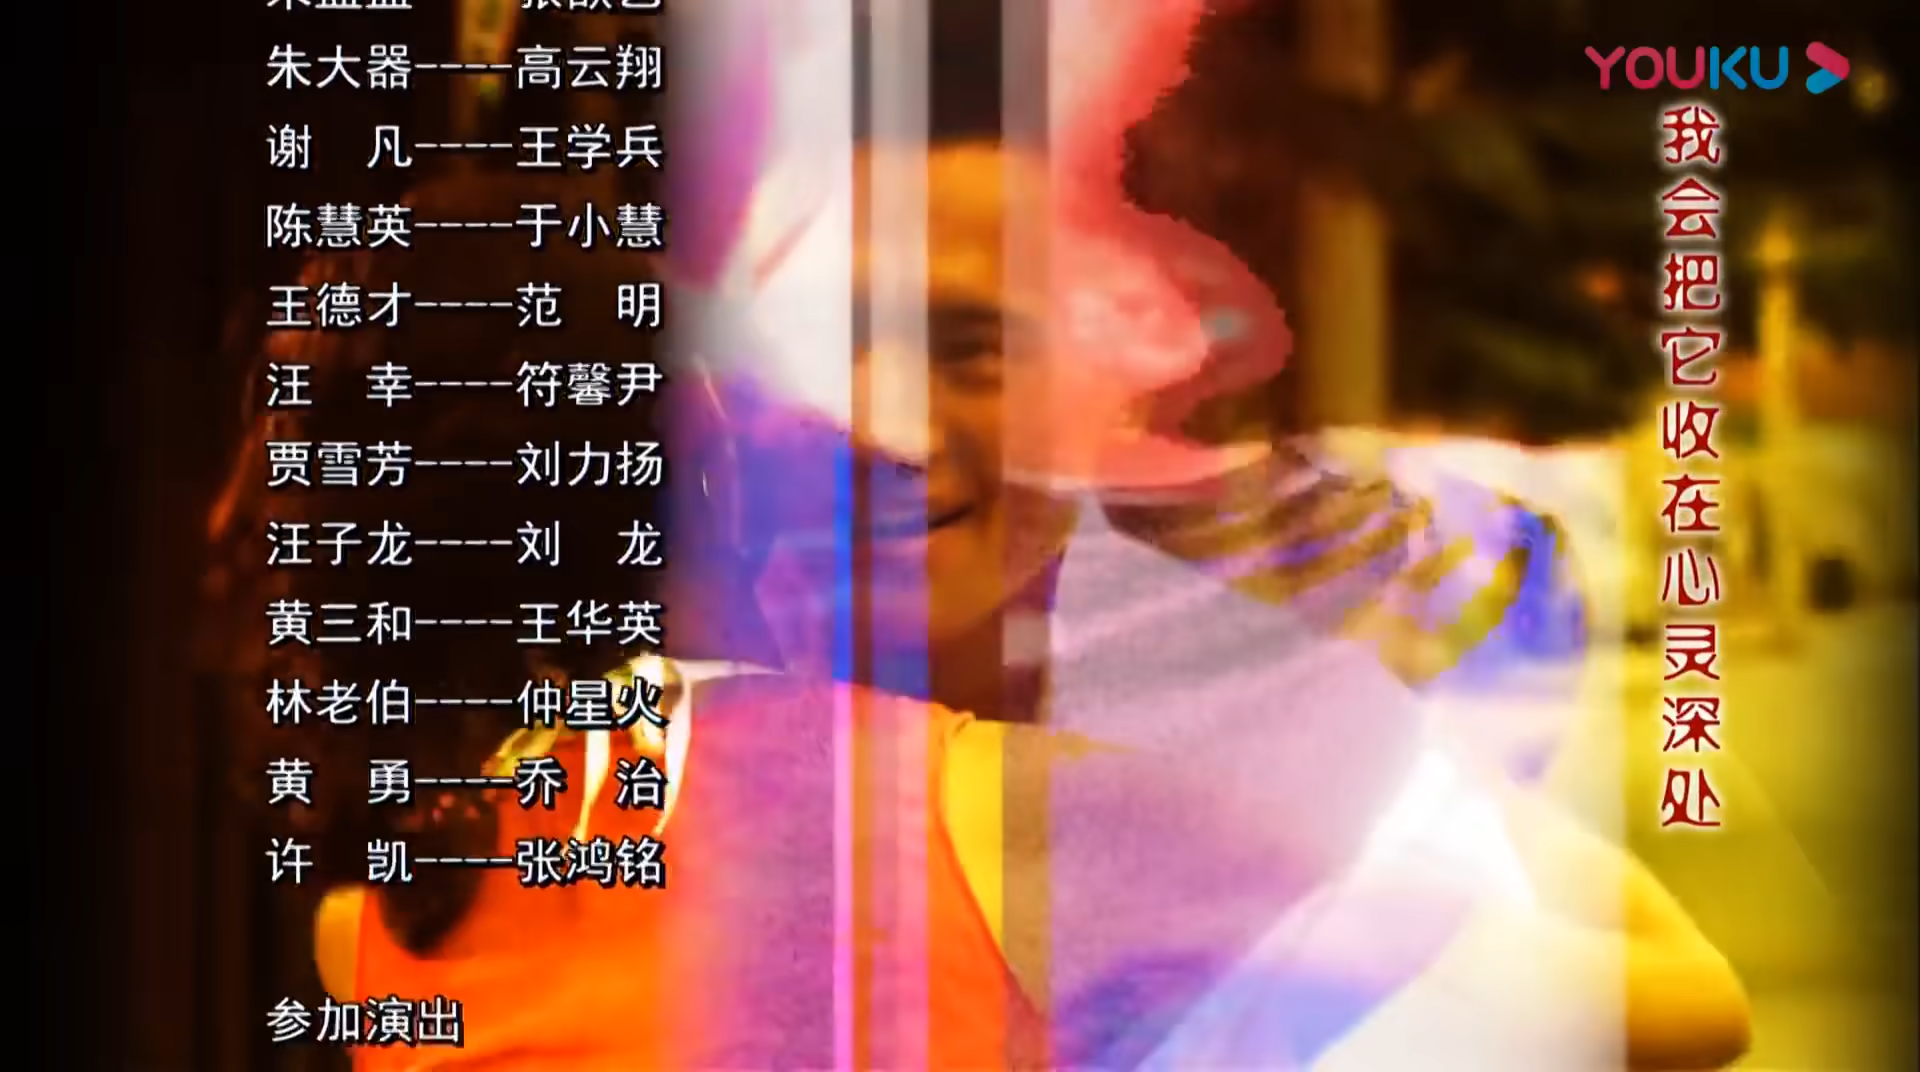 朱大器----高云翔
谢 凡----王学兵
陈慧英----于小慧
王德才----范 明
汪 幸----符馨尹
贾雪芳----刘力扬
汪子龙----刘 龙
黄三和----王华英
林老伯----仲星火
黄 勇----乔 治
许 凯----张鸿铭
参加演出
YOUKU
我会把它收在心灵深处